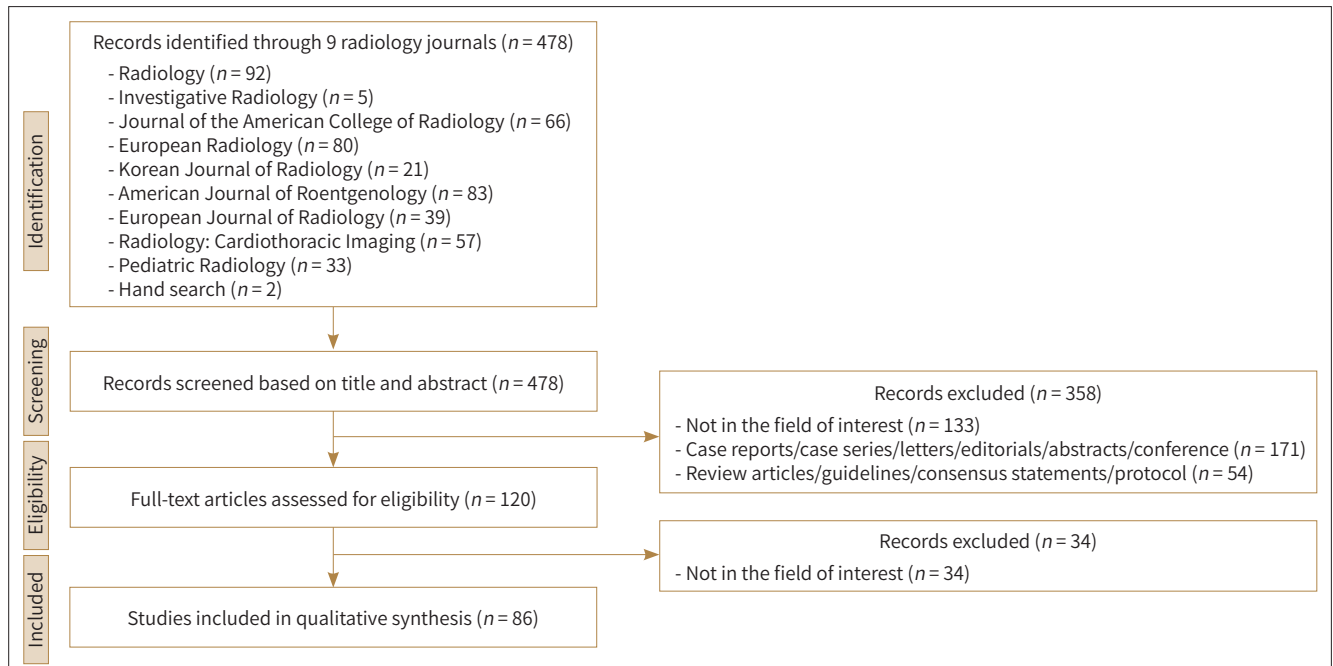 Identification
Records identified through 9 radiology journals (n = 478)
- Radiology (n = 92)
- Investigative Radiology (n = 5)
- Journal of the American College of Radiology (n = 66)
- European Radiology (n = 80)
- Korean Journal of Radiology (n = 21)
- American Journal of Roentgenology (n = 83)
- European Journal of Radiology (n = 39)
- Radiology: Cardiothoracic Imaging (n = 57)
- Pediatric Radiology (n = 33)
- Hand search (n = 2)
Screening
Records screened based on title and abstract (n = 478)
Records excluded (n = 358)
- Not in the field of interest (n = 133)
- Case reports/case series/letters/editorials/abstracts/conference (n = 171)
- Review articles/guidelines/consensus statements/protocol (n = 54)
Eligibility
Full-text articles assessed for eligibility (n = 120)
Records excluded (n = 34)
- Not in the field of interest (n = 34)
Included
Studies included in qualitative synthesis (n = 86)